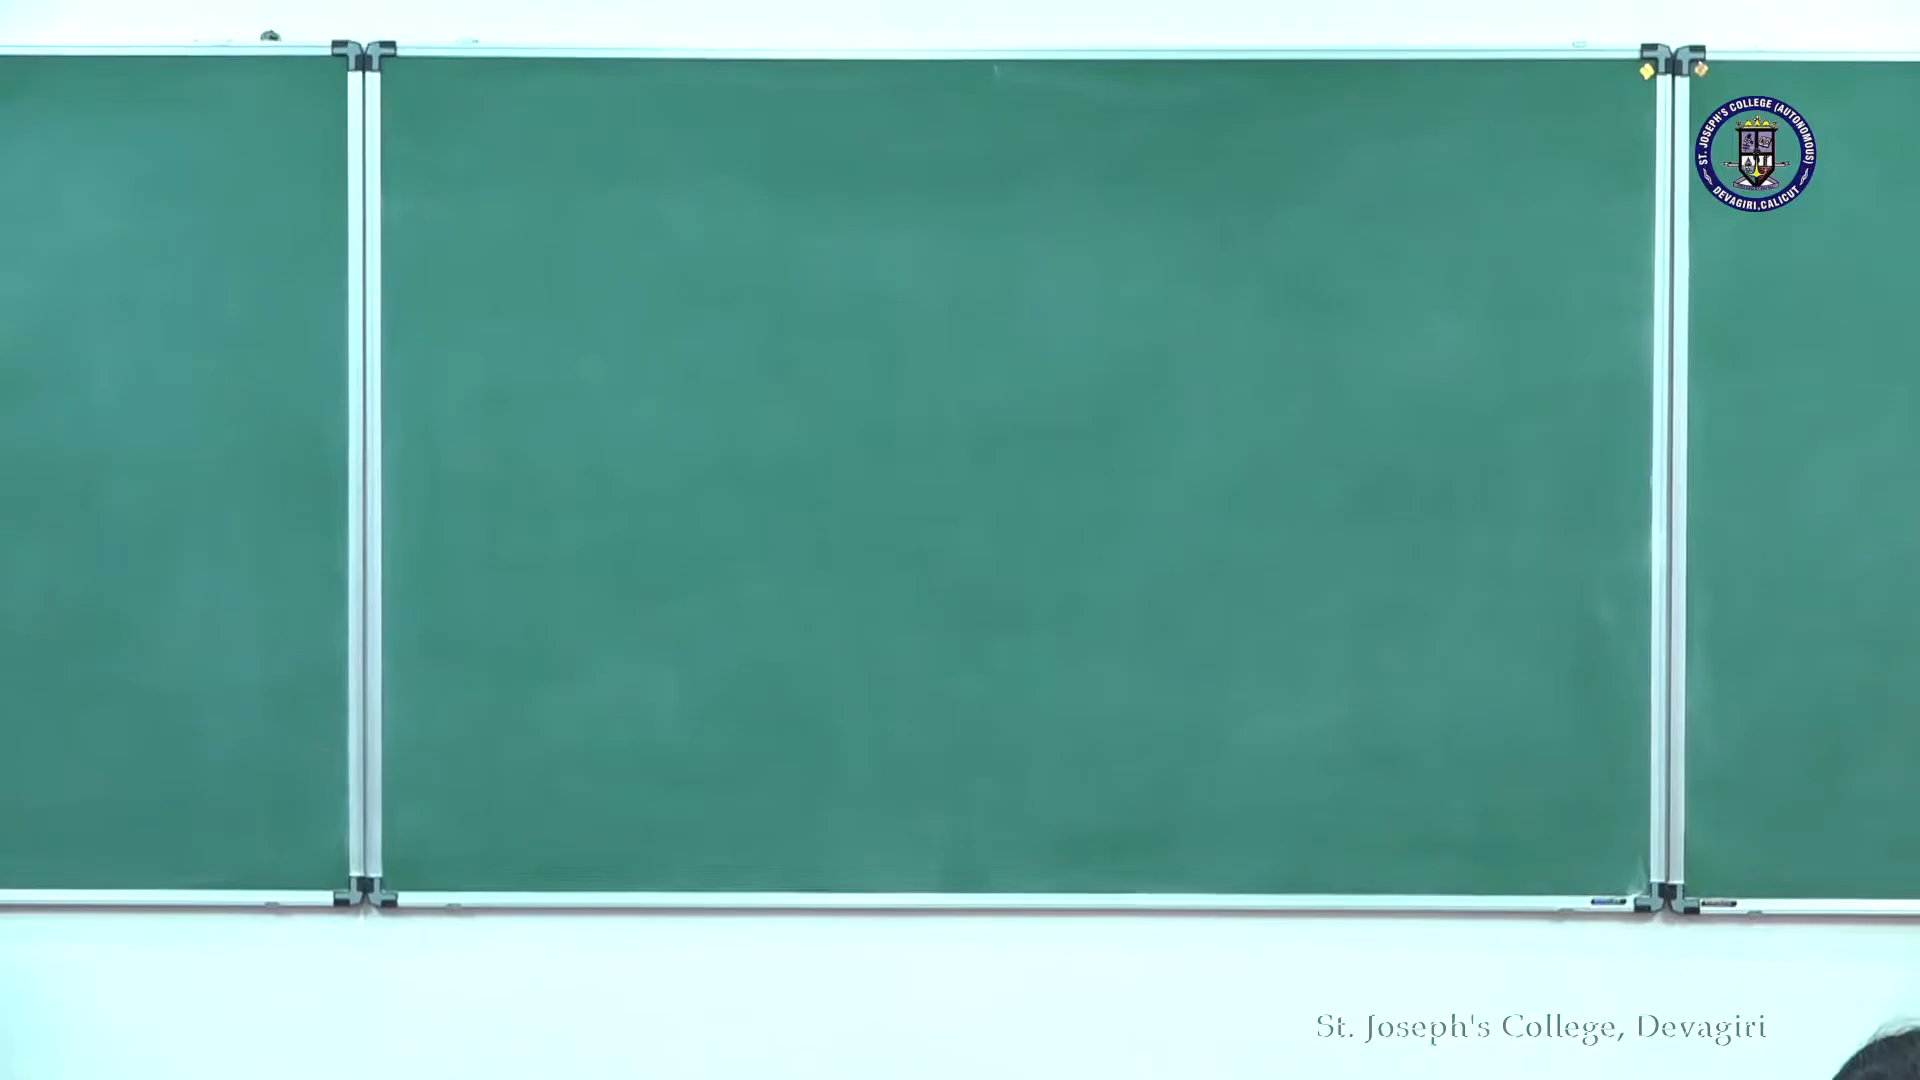 ST. JOSEPH'S COLLEGE (AUTONOMOUS)
DEVAGIRI, CALICUT
St. Joseph's College, Devagiri